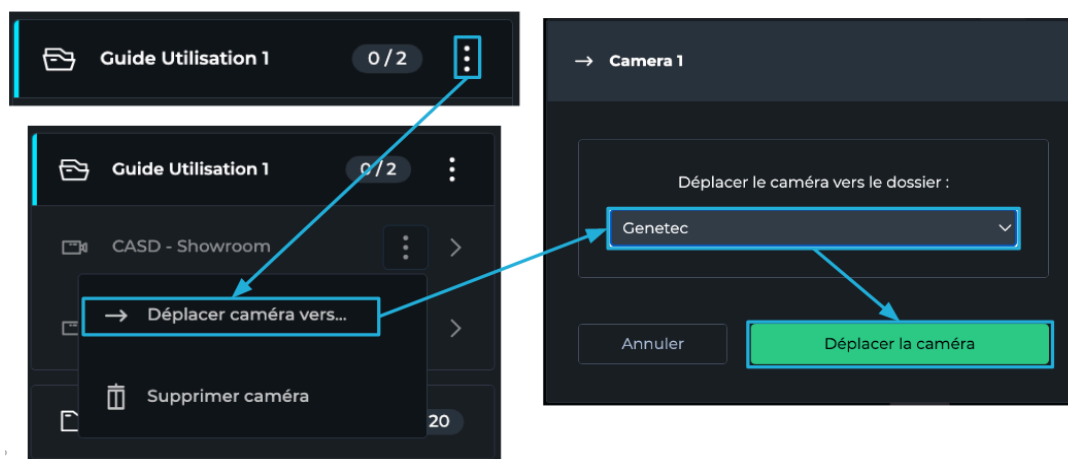 Guide Utilisation 1 0 / 2
Guide Utilisation 1 0 / 2
CASD - Showroom
Déplacer caméra vers...
Supprimer caméra
20
Camera 1
Déplacer le caméra vers le dossier :
Genetec
Annuler Déplacer la caméra